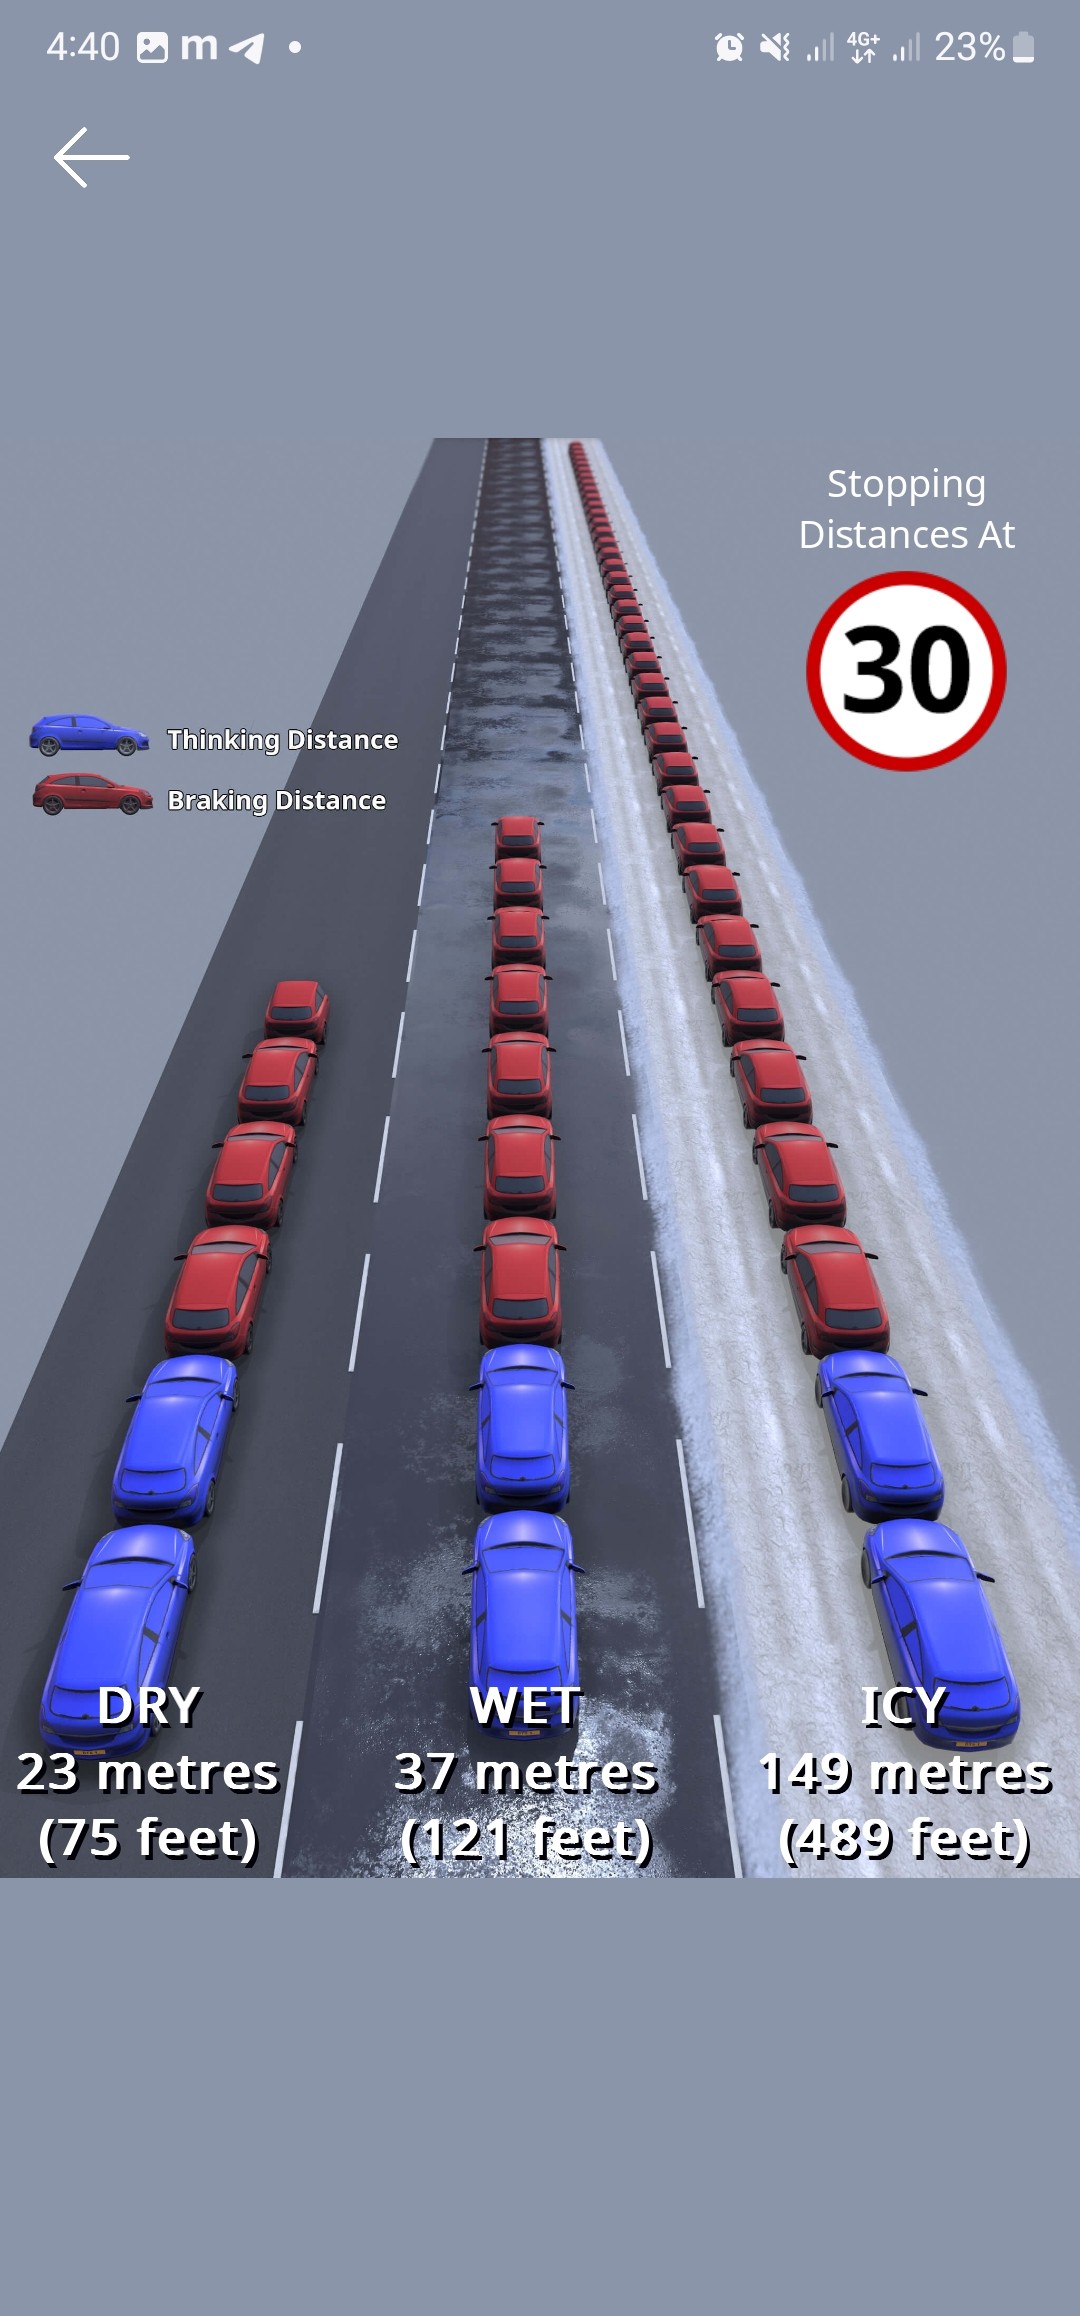 4:40
m
4G+
23%
Stopping
Distances At
30
Thinking Distance
Braking Distance
DRY
23 metres
(75 feet)
WET
37 metres
(121 feet)
ICY
149 metres
(489 feet)